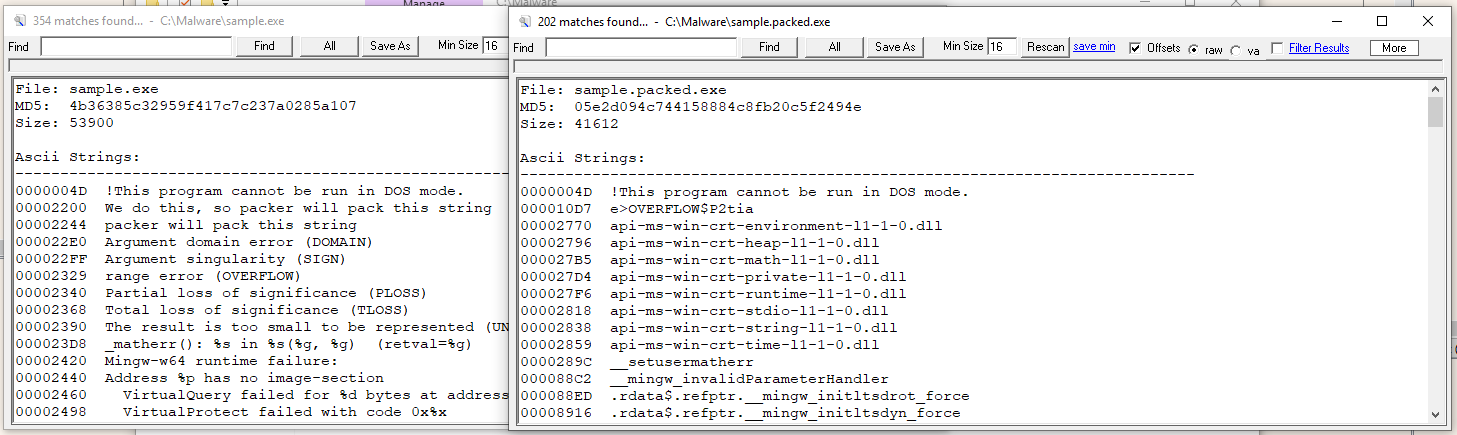 Manage
C:\Malware
354 matches found... - C:\Malware\sample.exe
Find
Find
All
Save As
Min Size
16
File: sample.exe
MD5: 4b36385c32959f417c7c237a0285a107
Size: 53900
Ascii Strings:
---------------------------------------------------------------------------
0000004D !This program cannot be run in DOS mode.
00002200 We do this, so packer will pack this string
00002244 packer will pack this string
000022E0 Argument domain error (DOMAIN)
000022FF Argument singularity (SIGN)
00002329 range error (OVERFLOW)
00002340 Partial loss of significance (PLOSS)
00002368 Total loss of significance (TLOSS)
00002390 The result is too small to be represented (UN
000023D8 _matherr(): %s in %s(%g, %g)  (retval=%g)
00002420 Mingw-w64 runtime failure:
00002440 Address %p has no image-section
00002460   VirtualQuery failed for %d bytes at address
00002498   VirtualProtect failed with code 0x%x
202 matches found... - C:\Malware\sample.packed.exe
Find
Find
All
Save As
Min Size
16
Rescan
save min
Offsets
raw
va
Filter Results
More
File: sample.packed.exe
MD5: 05e2d094c744158884c8fb20c5f2494e
Size: 41612
Ascii Strings:
---------------------------------------------------------------------------
0000004D !This program cannot be run in DOS mode.
000010D7 e>OVERFLOW$P2tia
00002770 api-ms-win-crt-environment-l1-1-0.dll
00002796 api-ms-win-crt-heap-l1-1-0.dll
000027B5 api-ms-win-crt-math-l1-1-0.dll
000027D4 api-ms-win-crt-private-l1-1-0.dll
000027F6 api-ms-win-crt-runtime-l1-1-0.dll
00002818 api-ms-win-crt-stdio-l1-1-0.dll
00002838 api-ms-win-crt-string-l1-1-0.dll
00002859 api-ms-win-crt-time-l1-1-0.dll
0000289C __setusermatherr
000088C2 __mingw_invalidParameterHandler
000088ED .rdata$.refptr.__mingw_initltsdrot_force
00008916 .rdata$.refptr.__mingw_initltsdyn_force